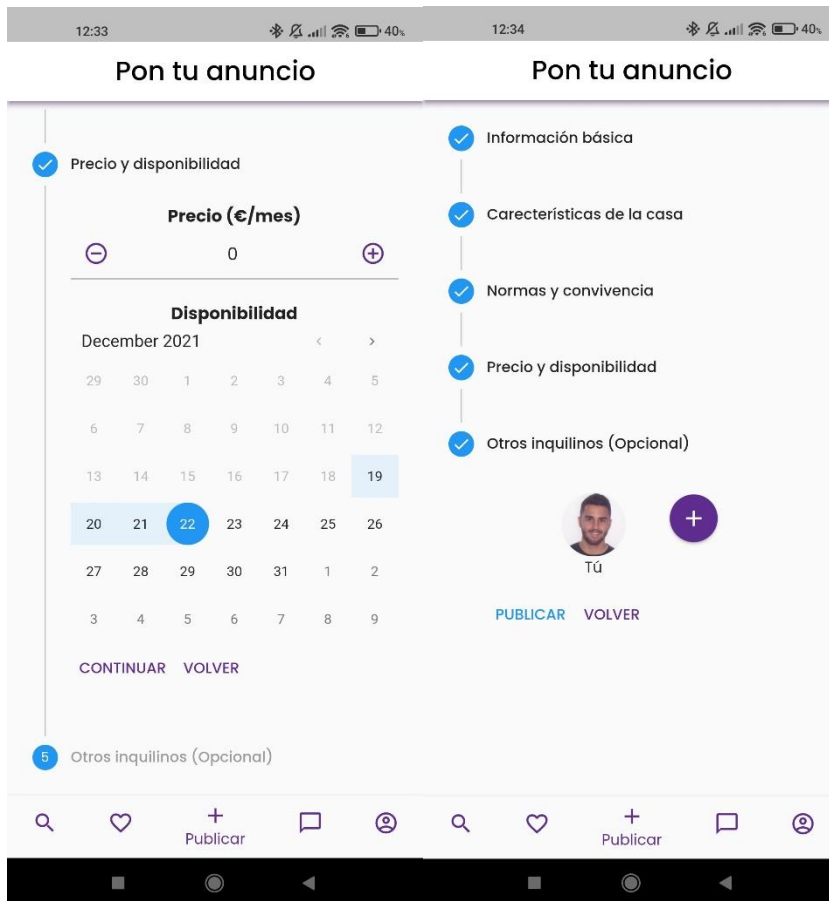 12:33
40%
Pon tu anuncio
Precio y disponibilidad
Precio (€/mes)
0
Disponibilidad
December 2021
29 30 1 2 3 4 5
6 7 8 9 10 11 12
13 14 15 16 17 18 19
20 21 22 23 24 25 26
27 28 29 30 31 1 2
3 4 5 6 7 8 9
CONTINUAR VOLVER
5 Otros inquilinos (Opcional)
Publicar
12:34
40%
Pon tu anuncio
Información básica
Carecterísticas de la casa
Normas y convivencia
Precio y disponibilidad
Otros inquilinos (Opcional)
Tú
PUBLICAR VOLVER
Publicar